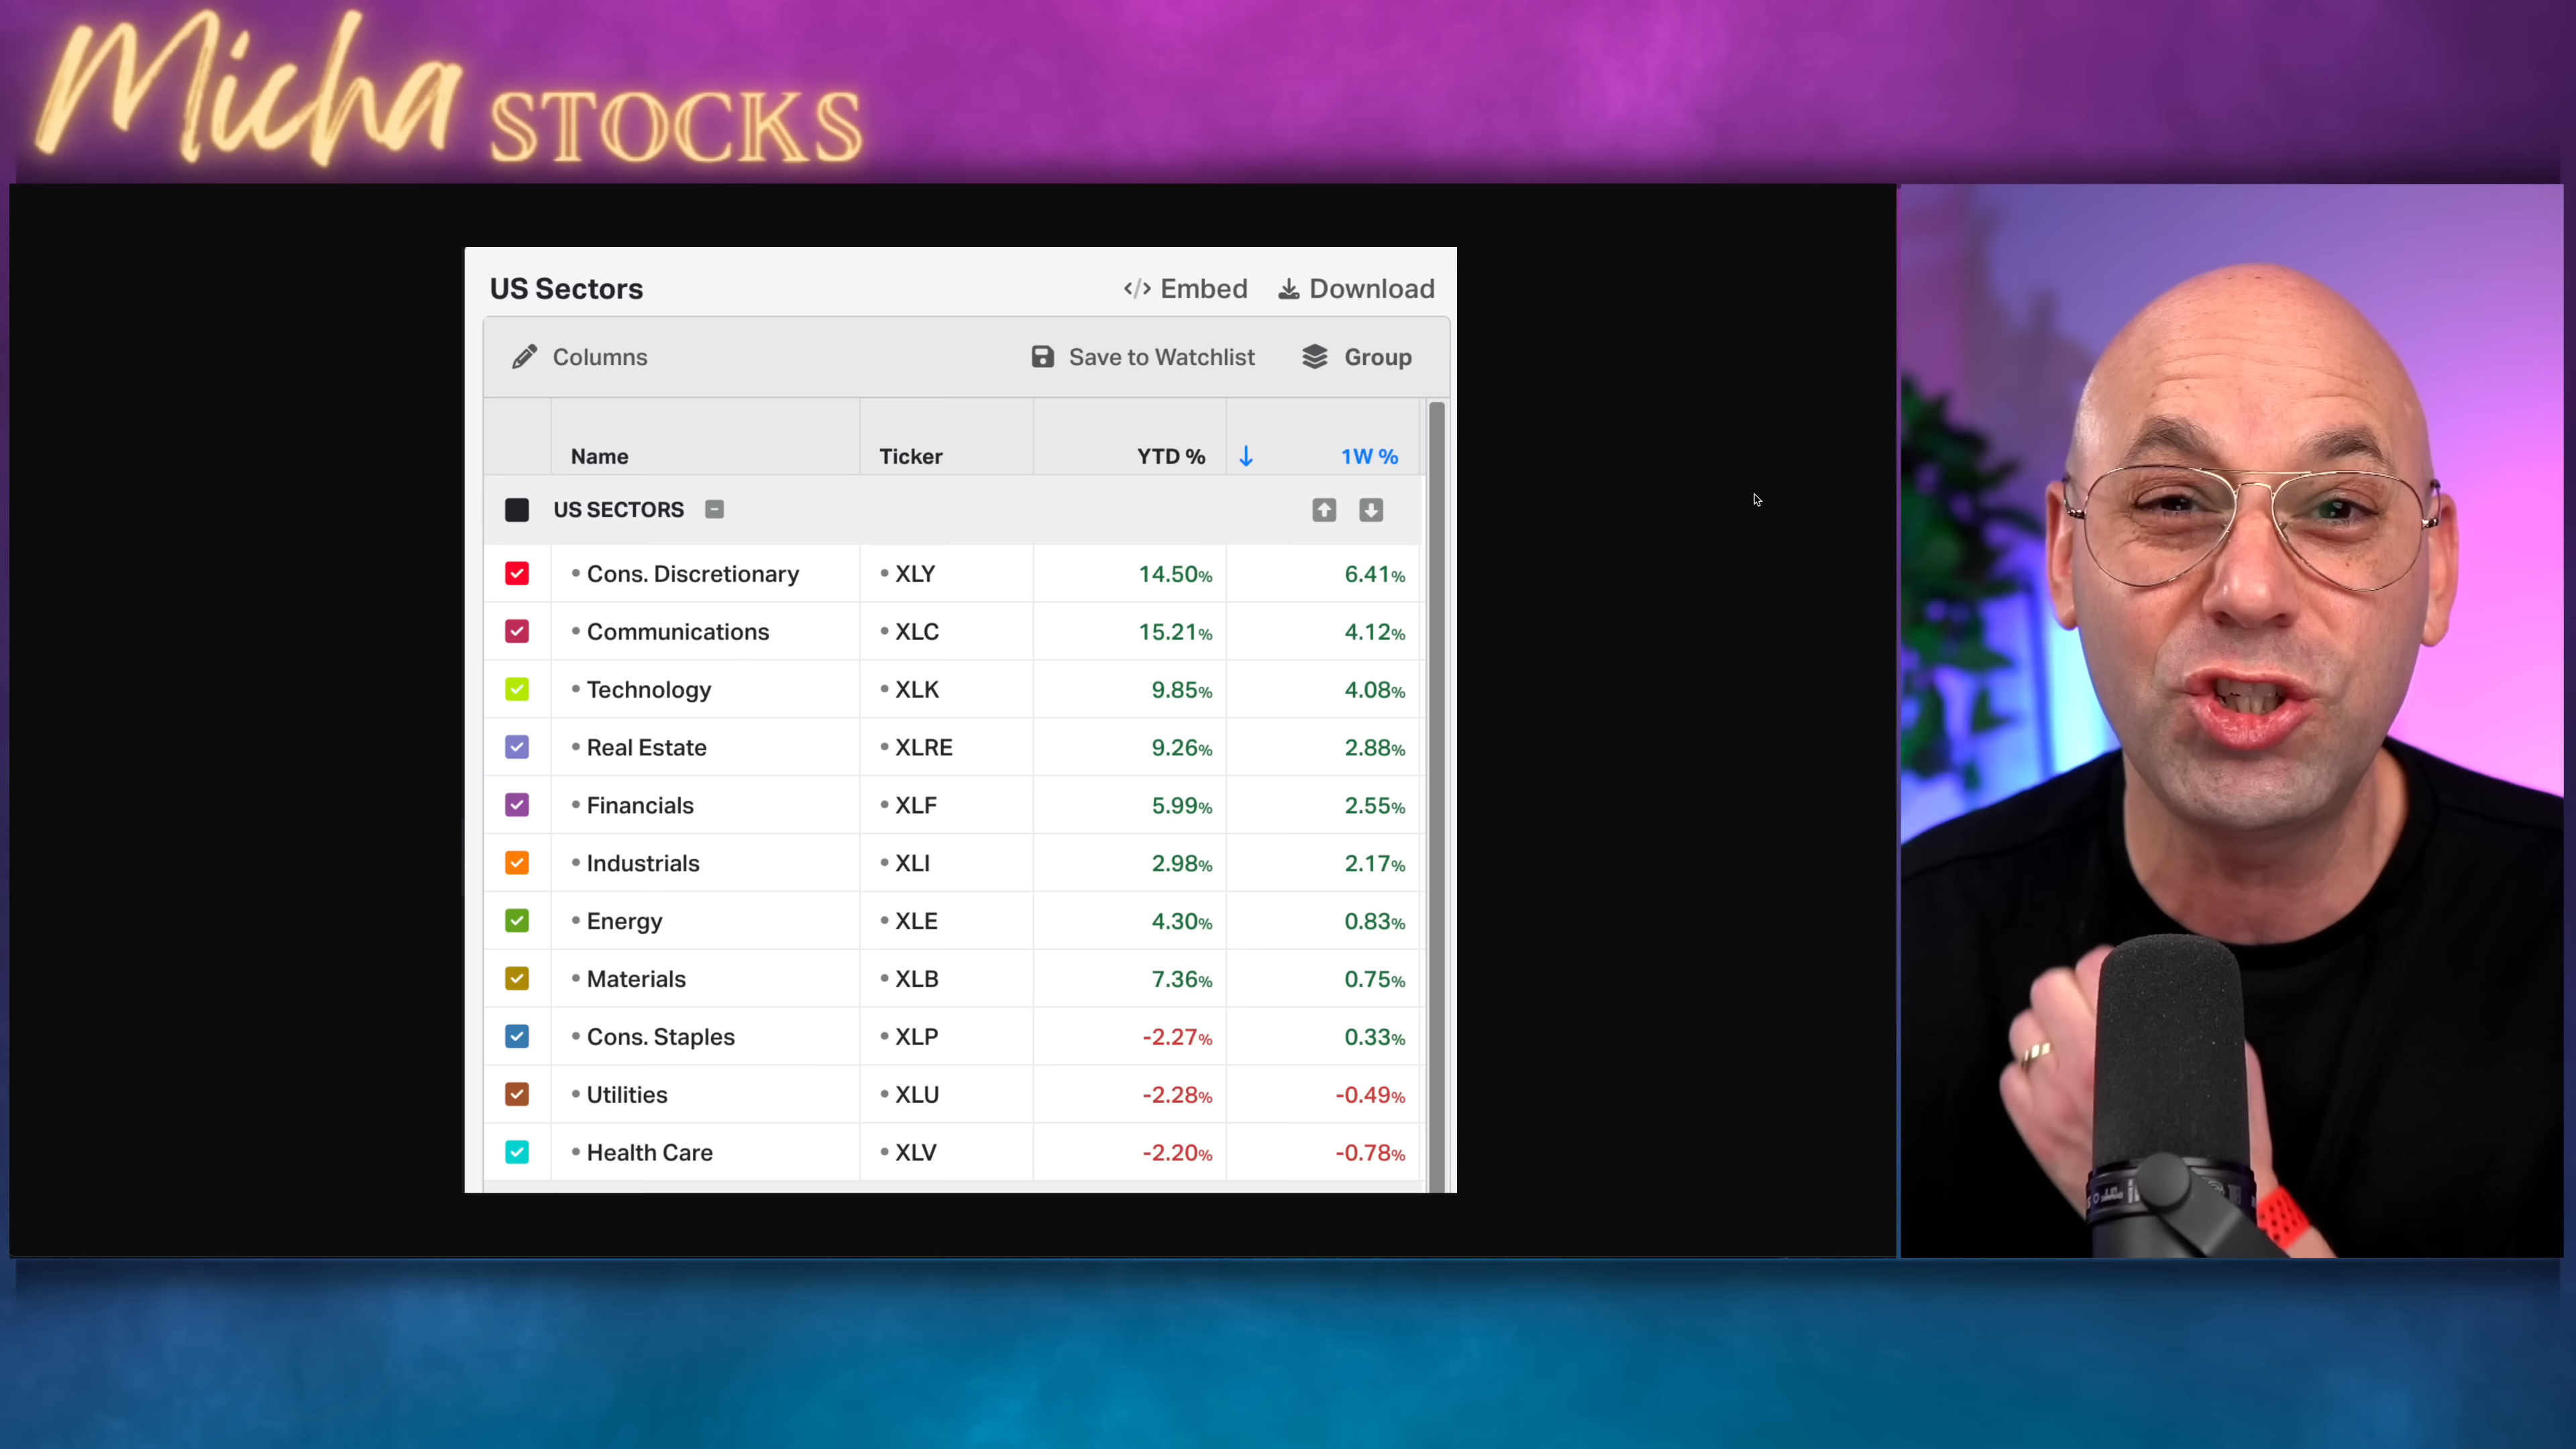 Micha STOCKS
US Sectors </> Embed Download
Columns Save to Watchlist Group
Name Ticker YTD % ↓ 1W %
US SECTORS
• Cons. Discretionary • XLY 14.50% 6.41%
• Communications • XLC 15.21% 4.12%
• Technology • XLK 9.85% 4.08%
• Real Estate • XLRE 9.26% 2.88%
• Financials • XLF 5.99% 2.55%
• Industrials • XLI 2.98% 2.17%
• Energy • XLE 4.30% 0.83%
• Materials • XLB 7.36% 0.75%
• Cons. Staples • XLP -2.27% 0.33%
• Utilities • XLU -2.28% -0.49%
• Health Care • XLV -2.20% -0.78%